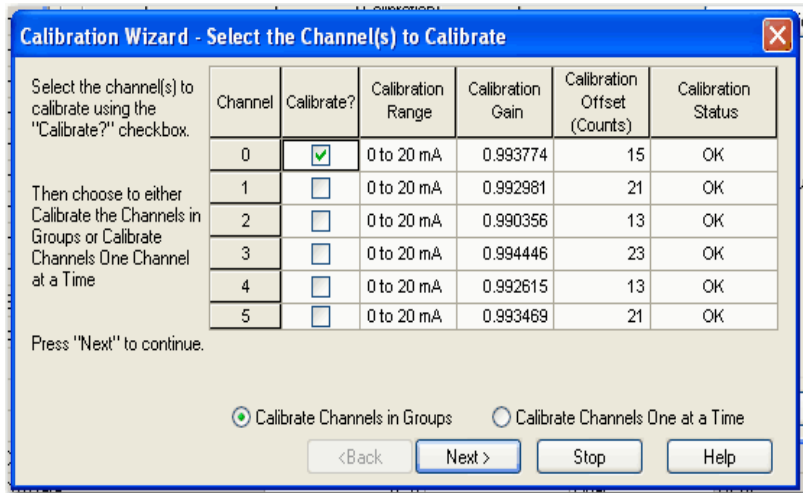 Calibration Wizard - Select the Channel(s) to Calibrate
Select the channel(s) to
calibrate using the
"Calibrate?" checkbox.
Then choose to either
Calibrate the Channels in
Groups or Calibrate
Channels One Channel
at a Time
Press "Next" to continue.
Channel Calibrate? Calibration Range Calibration Gain Calibration Offset (Counts) Calibration Status
0 0 to 20 mA 0.993774 15 OK
1 0 to 20 mA 0.992981 21 OK
2 0 to 20 mA 0.990356 13 OK
3 0 to 20 mA 0.994446 23 OK
4 0 to 20 mA 0.992615 13 OK
5 0 to 20 mA 0.993469 21 OK
Calibrate Channels in Groups Calibrate Channels One at a Time
<Back Next > Stop Help